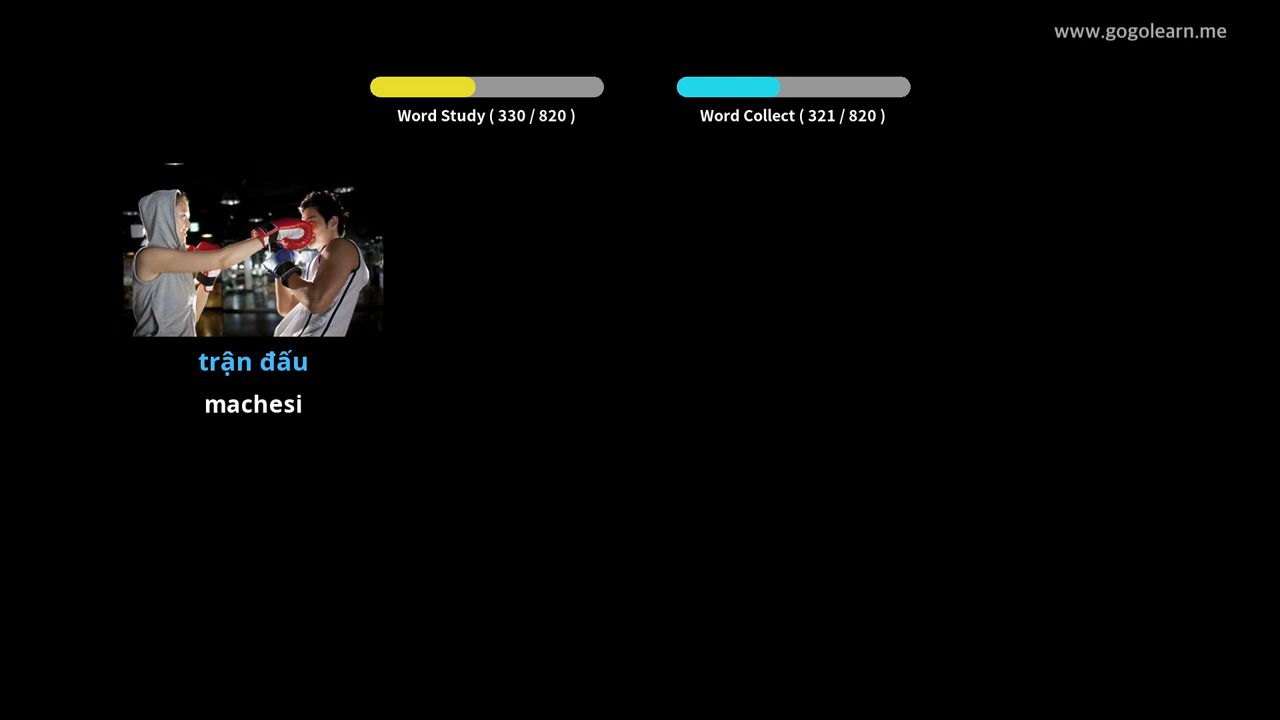 www.gogolearn.me
Word Study ( 330 / 820 )
Word Collect ( 321 / 820 )
trận đấu
machesi